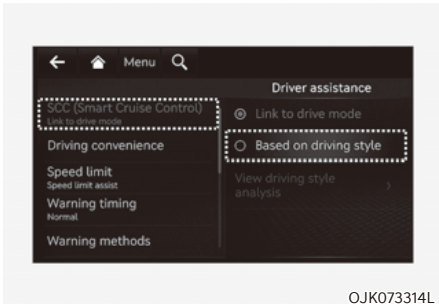 Menu
Driver assistance
SCC (Smart Cruise Control)
Link to drive mode
Link to drive mode
Driving convenience
Based on driving style
Speed limit
Speed limit assist
View driving style
analysis
Warning timing
Normal
Warning methods
OJK073314L